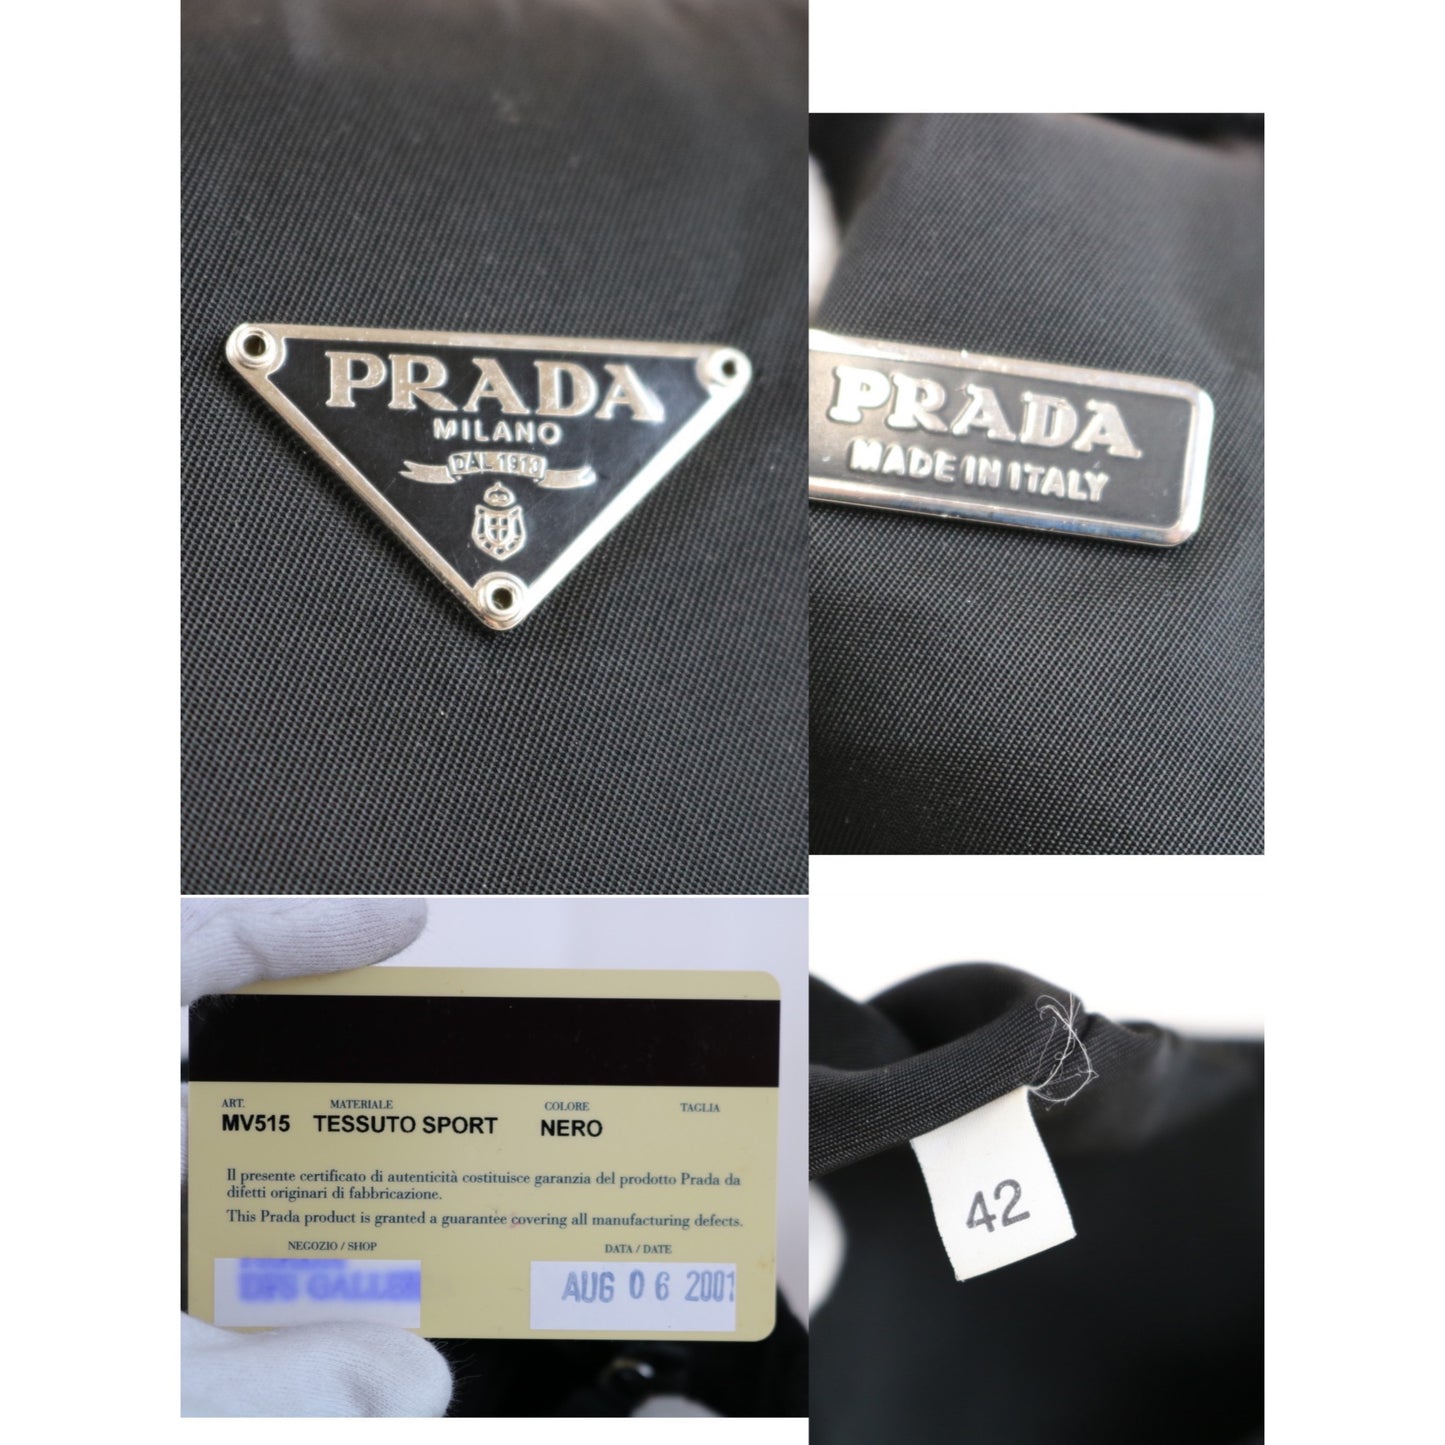 PRADA
MILANO
DAL 1913
PRADA
MADE IN ITALY
ART. MATERIALE COLORE TAGLIA
MV515 TESSUTO SPORT NERO
Il presente certificato di autenticità costituisce garanzia del prodotto Prada da
difetti originari di fabbricazione.
This Prada product is granted a guarantee covering all manufacturing defects.
NEGOZIO / SHOP DATA / DATE
DFS AUG 06 2001
42